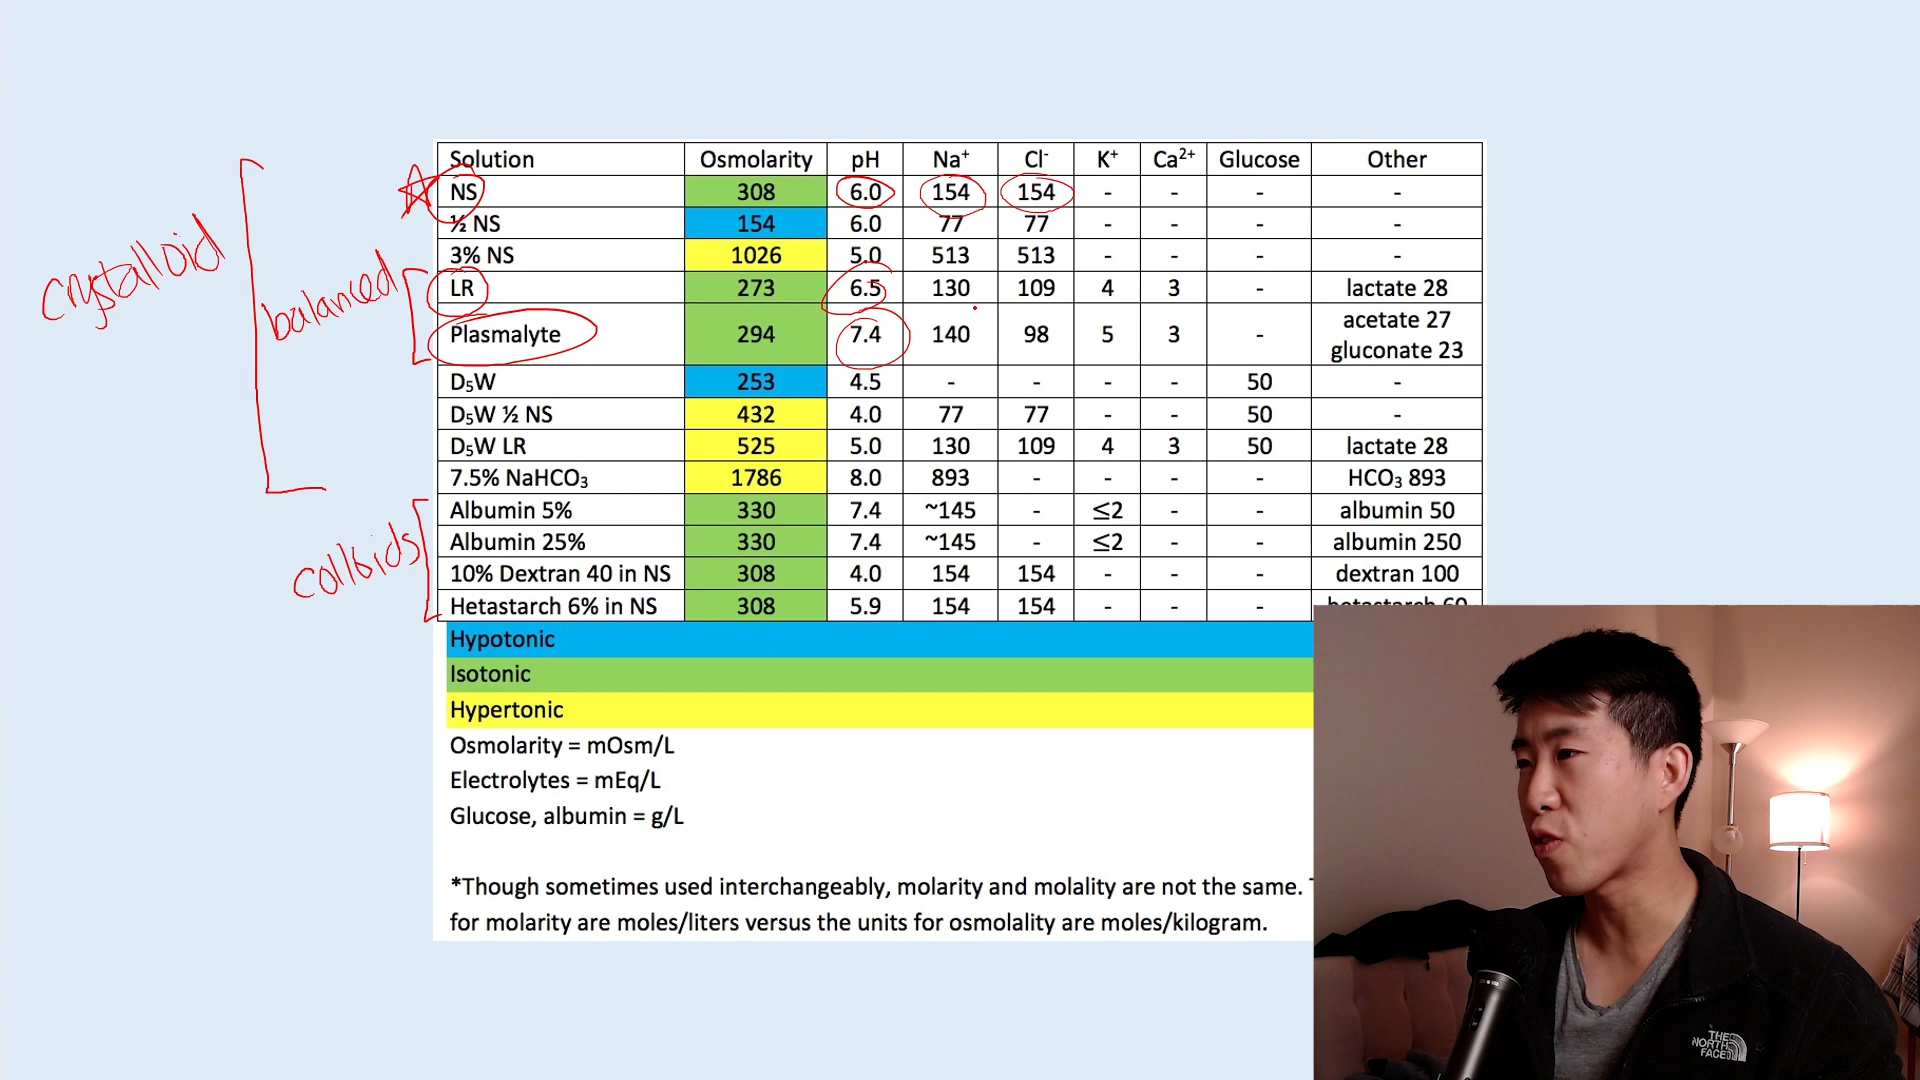 Solution Osmolarity pH Na⁺ Cl⁻ K⁺ Ca²⁺ Glucose Other
NS 308 6.0 154 154 - - - -
½ NS 154 6.0 77 77 - - - -
3% NS 1026 5.0 513 513 - - - -
LR 273 6.5 130 109 4 3 - lactate 28
Plasmalyte 294 7.4 140 98 5 3 - acetate 27
gluconate 23
D₅W 253 4.5 - - - - 50 -
D₅W ½ NS 432 4.0 77 77 - - 50 -
D₅W LR 525 5.0 130 109 4 3 50 lactate 28
7.5% NaHCO₃ 1786 8.0 893 - - - - HCO₃ 893
Albumin 5% 330 7.4 ~145 - ≤2 - - albumin 50
Albumin 25% 330 7.4 ~145 - ≤2 - - albumin 250
10% Dextran 40 in NS 308 4.0 154 154 - - - dextran 100
Hetastarch 6% in NS 308 5.9 154 154 - - - hetastarch 60
Hypotonic
Isotonic
Hypertonic
Osmolarity = mOsm/L
Electrolytes = mEq/L
Glucose, albumin = g/L
*Though sometimes used interchangeably, molarity and molality are not the same.
for molarity are moles/liters versus the units for osmolality are moles/kilogram.
crystalloid
balanced
colloids
THE
NORTH
FACE